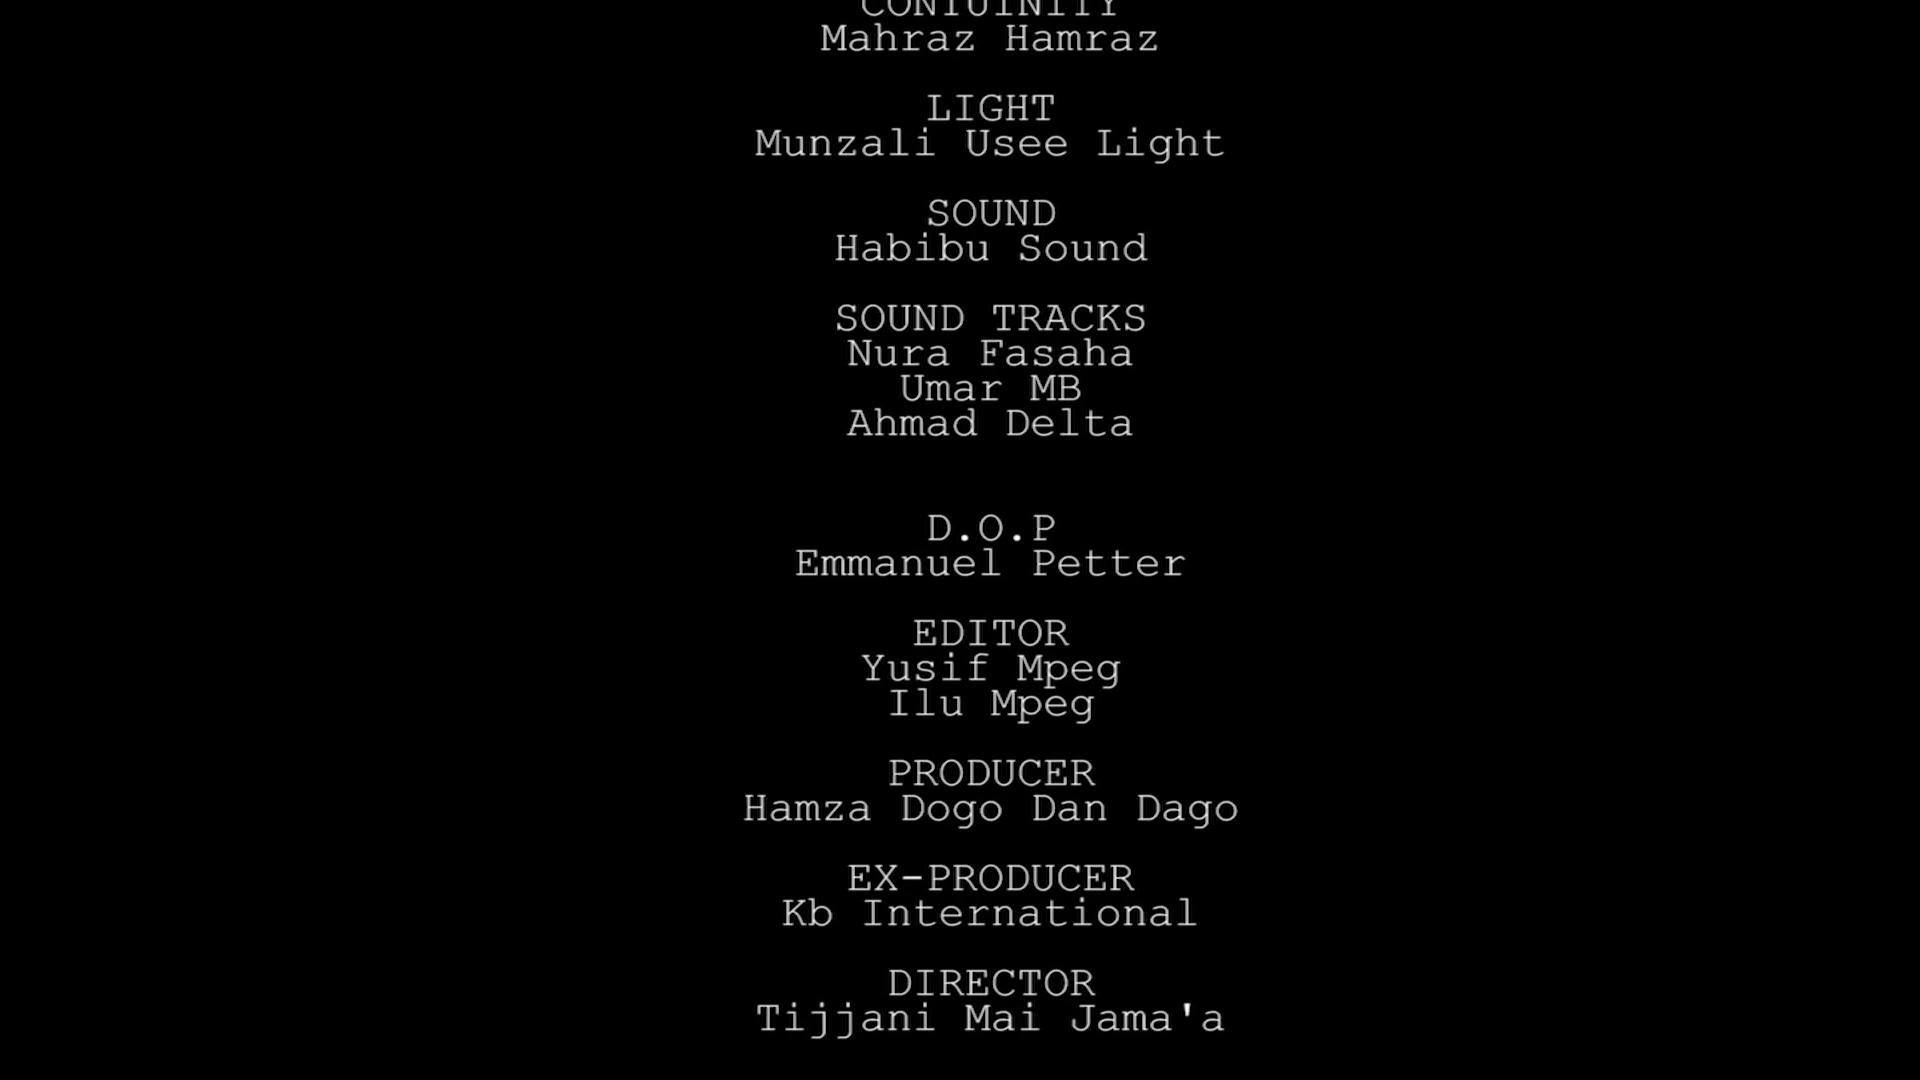 CONTUINITY
Mahraz Hamraz
LIGHT
Munzali Usee Light
SOUND
Habibu Sound
SOUND TRACKS
Nura Fasaha
Umar MB
Ahmad Delta
D.O.P
Emmanuel Petter
EDITOR
Yusif Mpeg
Ilu Mpeg
PRODUCER
Hamza Dogo Dan Dago
EX-PRODUCER
Kb International
DIRECTOR
Tijjani Mai Jama'a